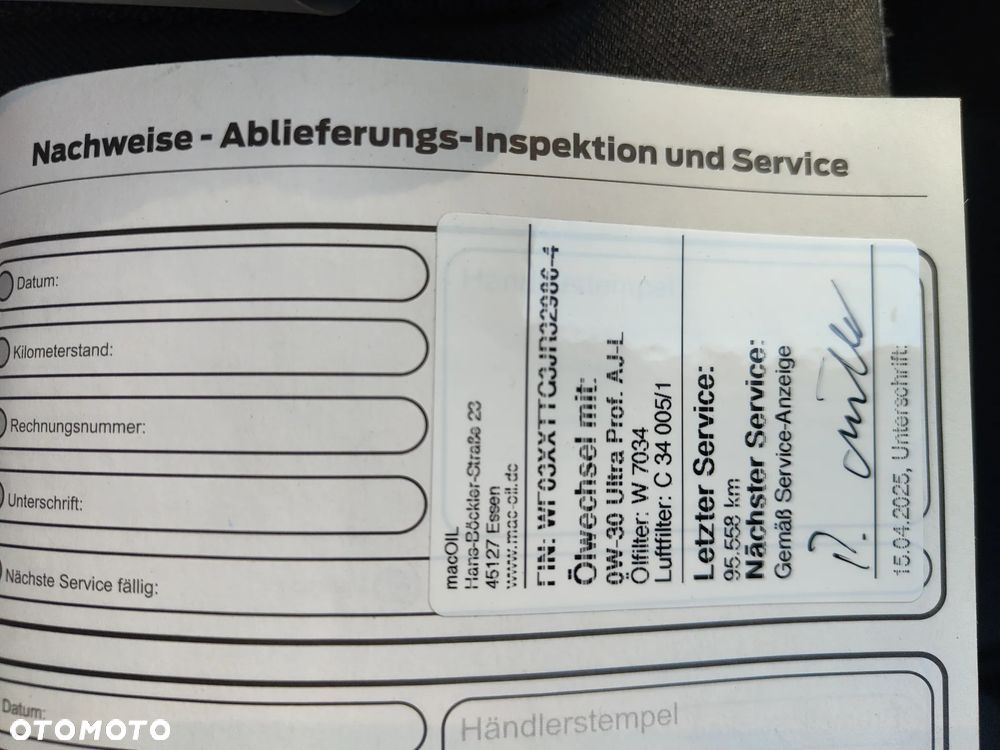 Nachweise - Ablieferungs-Inspektion und Service
Datum:
Kilometerstand:
Rechnungsnummer:
Unterschrift:
Nächste Service fällig:
macOIL
Hans-Böckler-Straße 23
45127 Essen
www.mac-oil.de
FIN:
Ölwechsel mit:
0W-30 Ultra Prof. AJ-L
Ölfilter: W 7034
Luftfilter: C 34 005/1
Letzter Service:
95.558 km
Nächster Service:
Gemäß Service-Anzeige
15.04.2025, Unterschrift:
Händlerstempel
Datum:
Händlerstempel
OTOMOTO